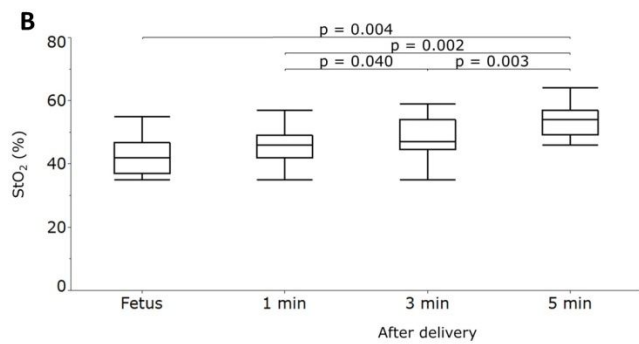 B
p = 0.004
p = 0.002
p = 0.040 p = 0.003
StO₂ (%)
80
60
40
20
0
Fetus 1 min 3 min 5 min
After delivery